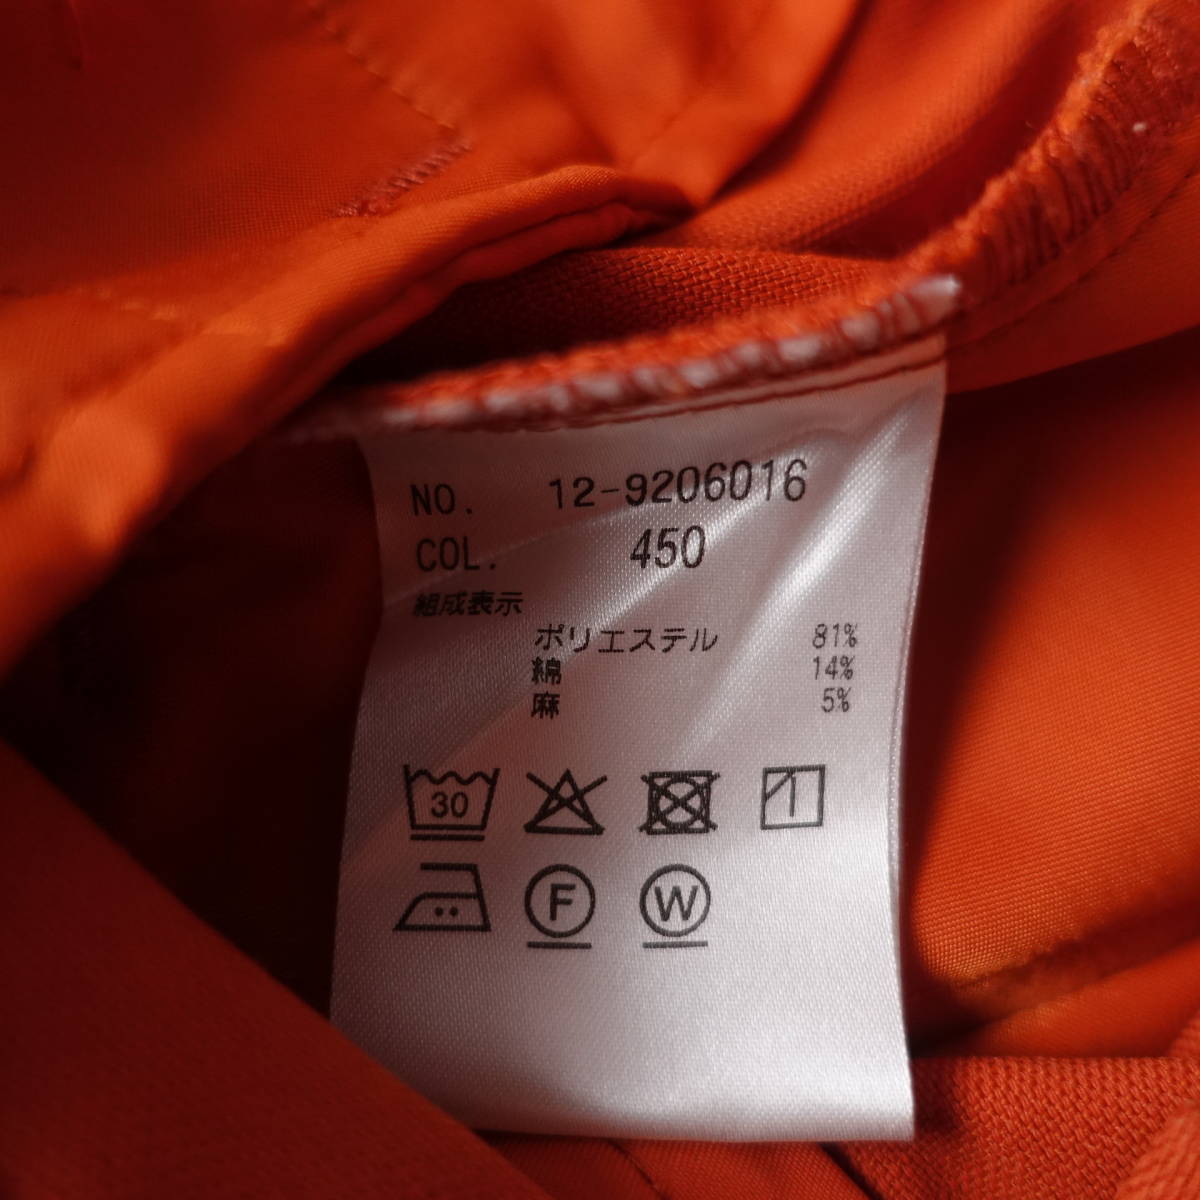 NO. 12-9206016
COL. 450
組成表示
ポリエステル 81%
綿 14%
麻 5%
30
F W